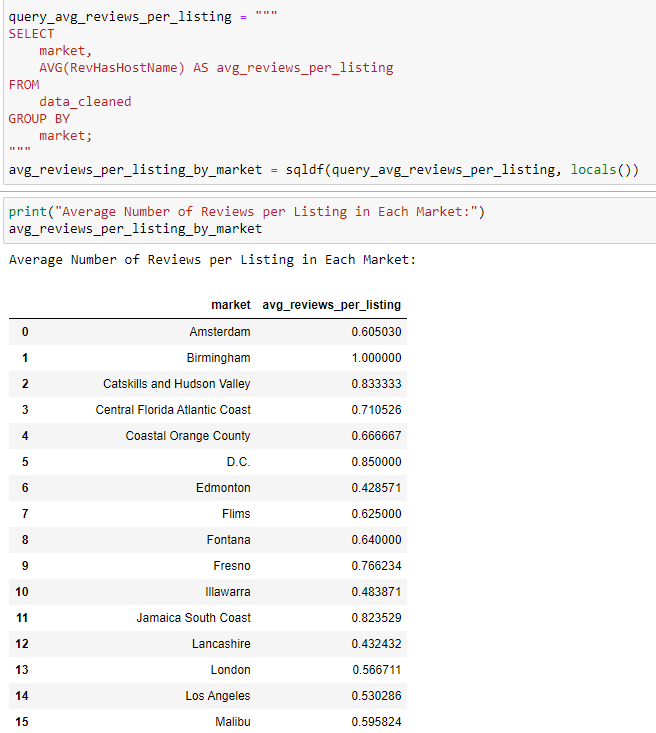 query_avg_reviews_per_listing = """
SELECT
    market,
    AVG(RevHasHostName) AS avg_reviews_per_listing
FROM
    data_cleaned
GROUP BY
    market;
"""
avg_reviews_per_listing_by_market = sqldf(query_avg_reviews_per_listing, locals())
print("Average Number of Reviews per Listing in Each Market:")
avg_reviews_per_listing_by_market
Average Number of Reviews per Listing in Each Market:
market avg_reviews_per_listing
0 Amsterdam 0.605030
1 Birmingham 1.000000
2 Catskills and Hudson Valley 0.833333
3 Central Florida Atlantic Coast 0.710526
4 Coastal Orange County 0.666667
5 D.C. 0.850000
6 Edmonton 0.428571
7 Flims 0.625000
8 Fontana 0.640000
9 Fresno 0.766234
10 Illawarra 0.483871
11 Jamaica South Coast 0.823529
12 Lancashire 0.432432
13 London 0.566711
14 Los Angeles 0.530286
15 Malibu 0.595824